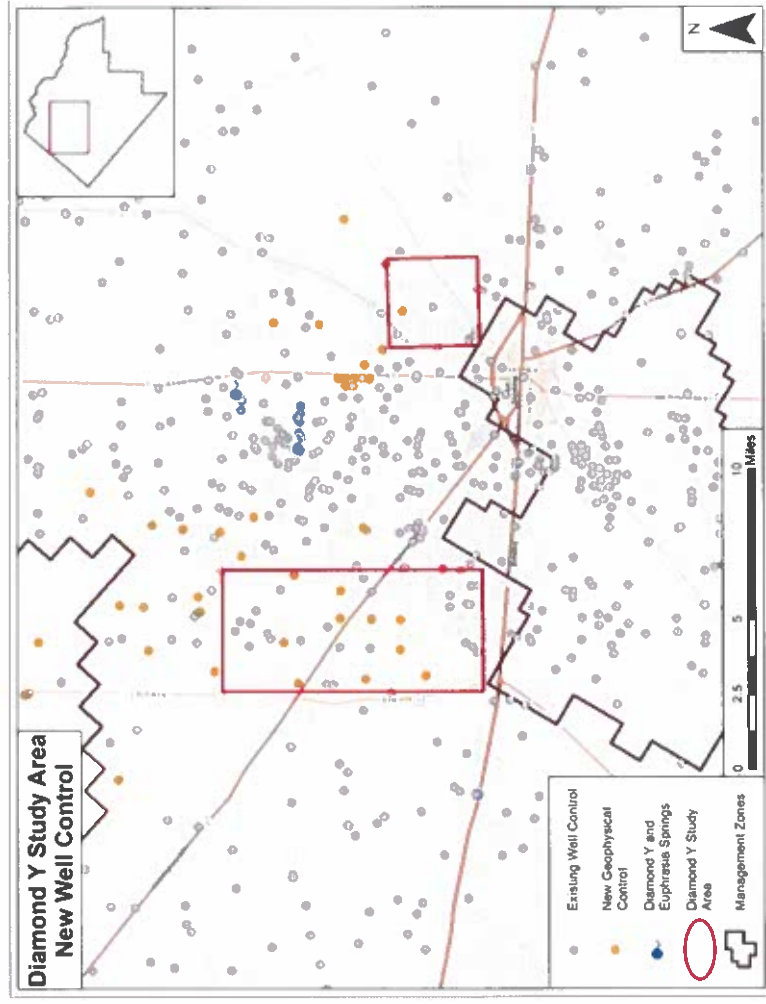 Diamond Y Study Area
New Well Control
N
Existing Well Control
New Geophysical
Control
Diamond Y and
Euphrasia Springs
Diamond Y Study
Area
Management Zones
0
2.5
5
10
Miles